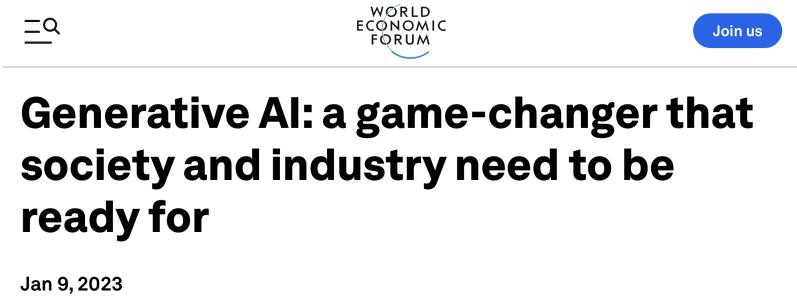 WORLD
ECONOMIC
FORUM
Join us
Generative AI: a game-changer that
society and industry need to be
ready for
Jan 9, 2023